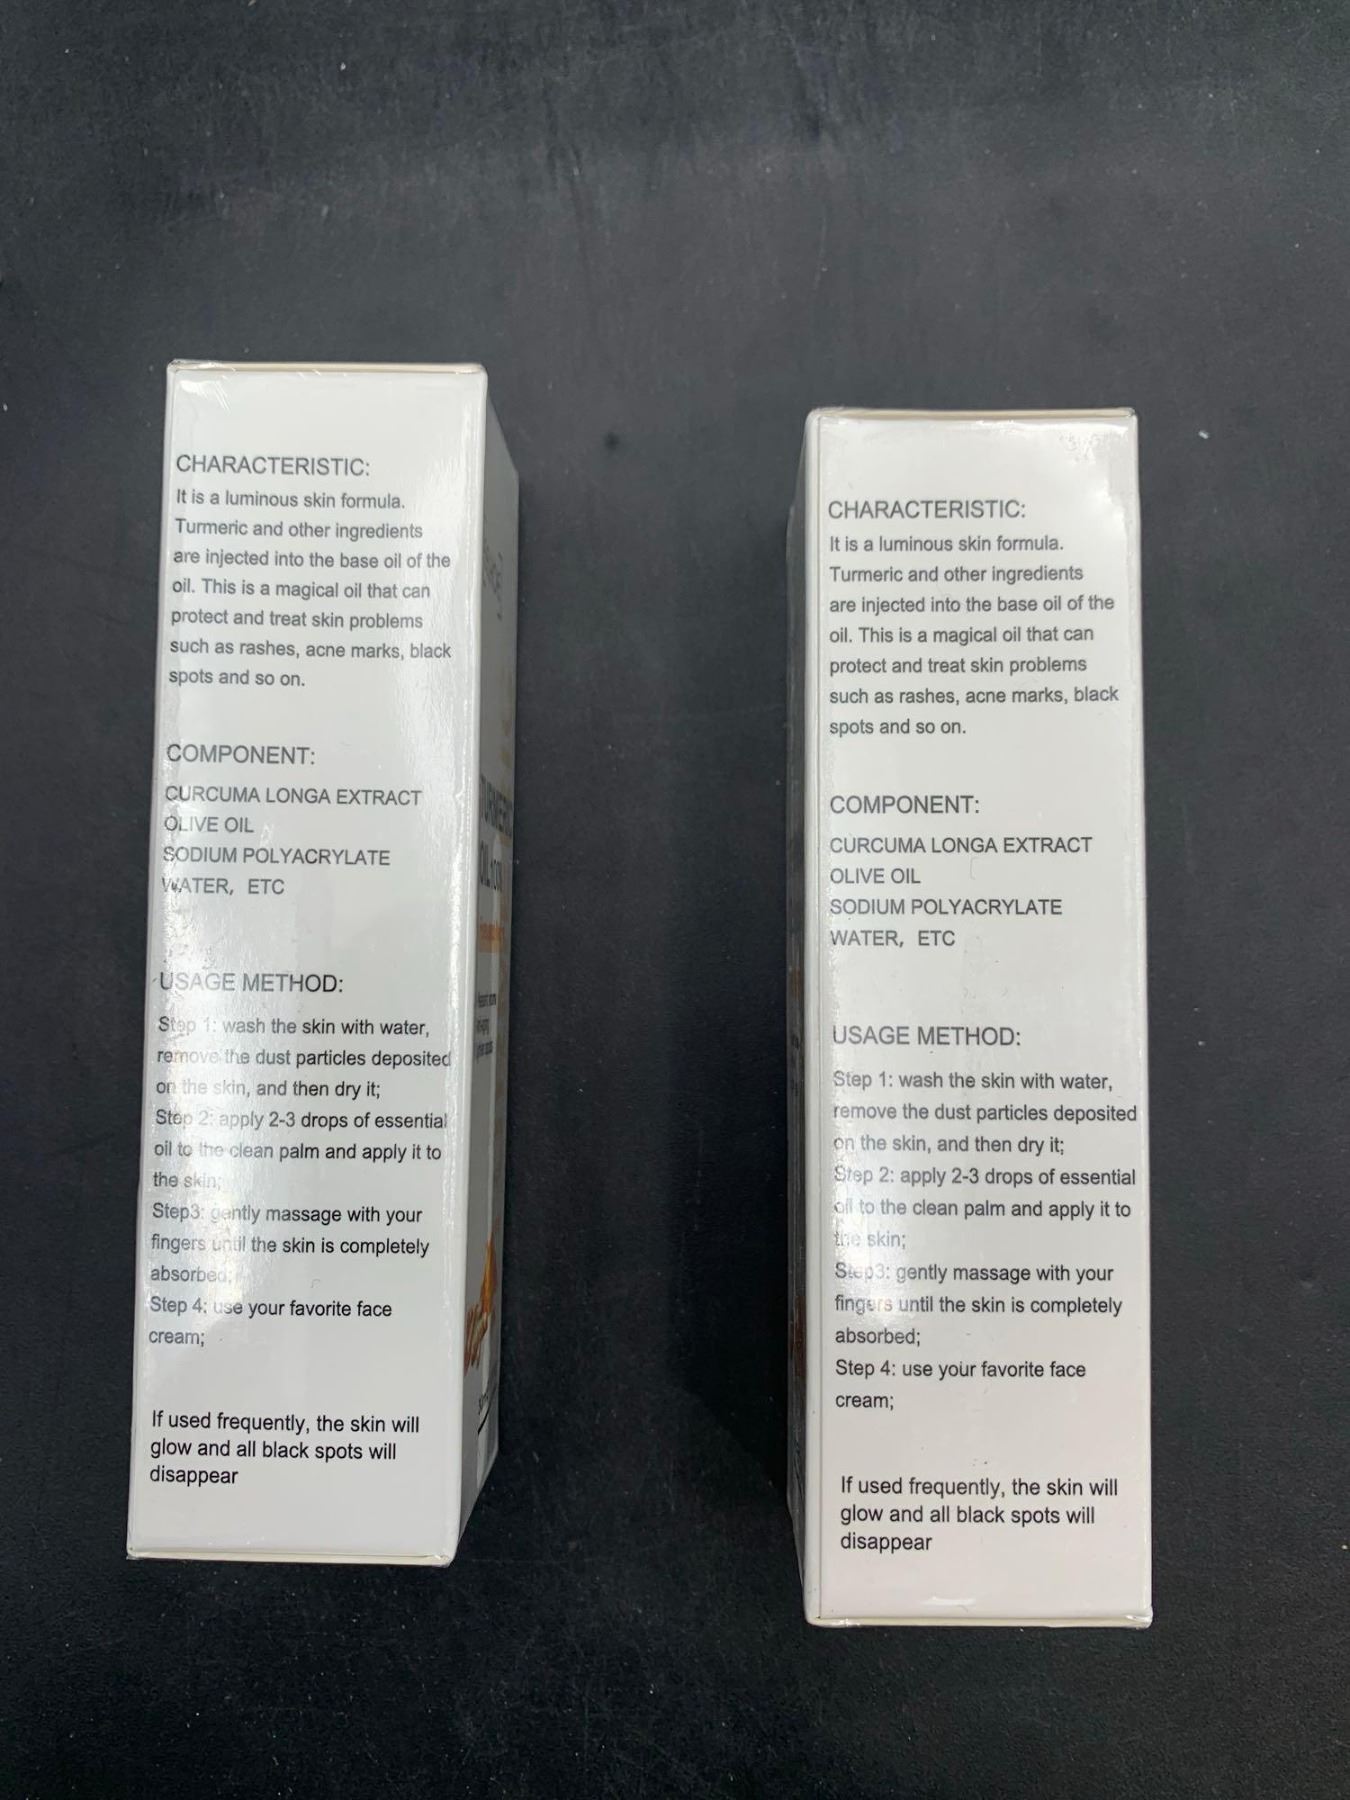 CHARACTERISTIC:
It is a luminous skin formula.
Turmeric and other ingredients
are injected into the base oil of the
oil. This is a magical oil that can
protect and treat skin problems
such as rashes, acne marks, black
spots and so on.
COMPONENT:
CURCUMA LONGA EXTRACT
OLIVE OIL
SODIUM POLYACRYLATE
WATER, ETC
USAGE METHOD:
Step 1: wash the skin with water,
remove the dust particles deposited
on the skin, and then dry it;
Step 2: apply 2-3 drops of essential
oil to the clean palm and apply it to
the skin;
Step3: gently massage with your
fingers until the skin is completely
absorbed;
Step 4: use your favorite face
cream;
If used frequently, the skin will
glow and all black spots will
disappear
TURMERIC
OIL
CHARACTERISTIC:
It is a luminous skin formula.
Turmeric and other ingredients
are injected into the base oil of the
oil. This is a magical oil that can
protect and treat skin problems
such as rashes, acne marks, black
spots and so on.
COMPONENT:
CURCUMA LONGA EXTRACT
OLIVE OIL
SODIUM POLYACRYLATE
WATER, ETC
USAGE METHOD:
Step 1: wash the skin with water,
remove the dust particles deposited
on the skin, and then dry it;
Step 2: apply 2-3 drops of essential
oil to the clean palm and apply it to
the skin;
Step3: gently massage with your
fingers until the skin is completely
absorbed;
Step 4: use your favorite face
cream;
If used frequently, the skin will
glow and all black spots will
disappear